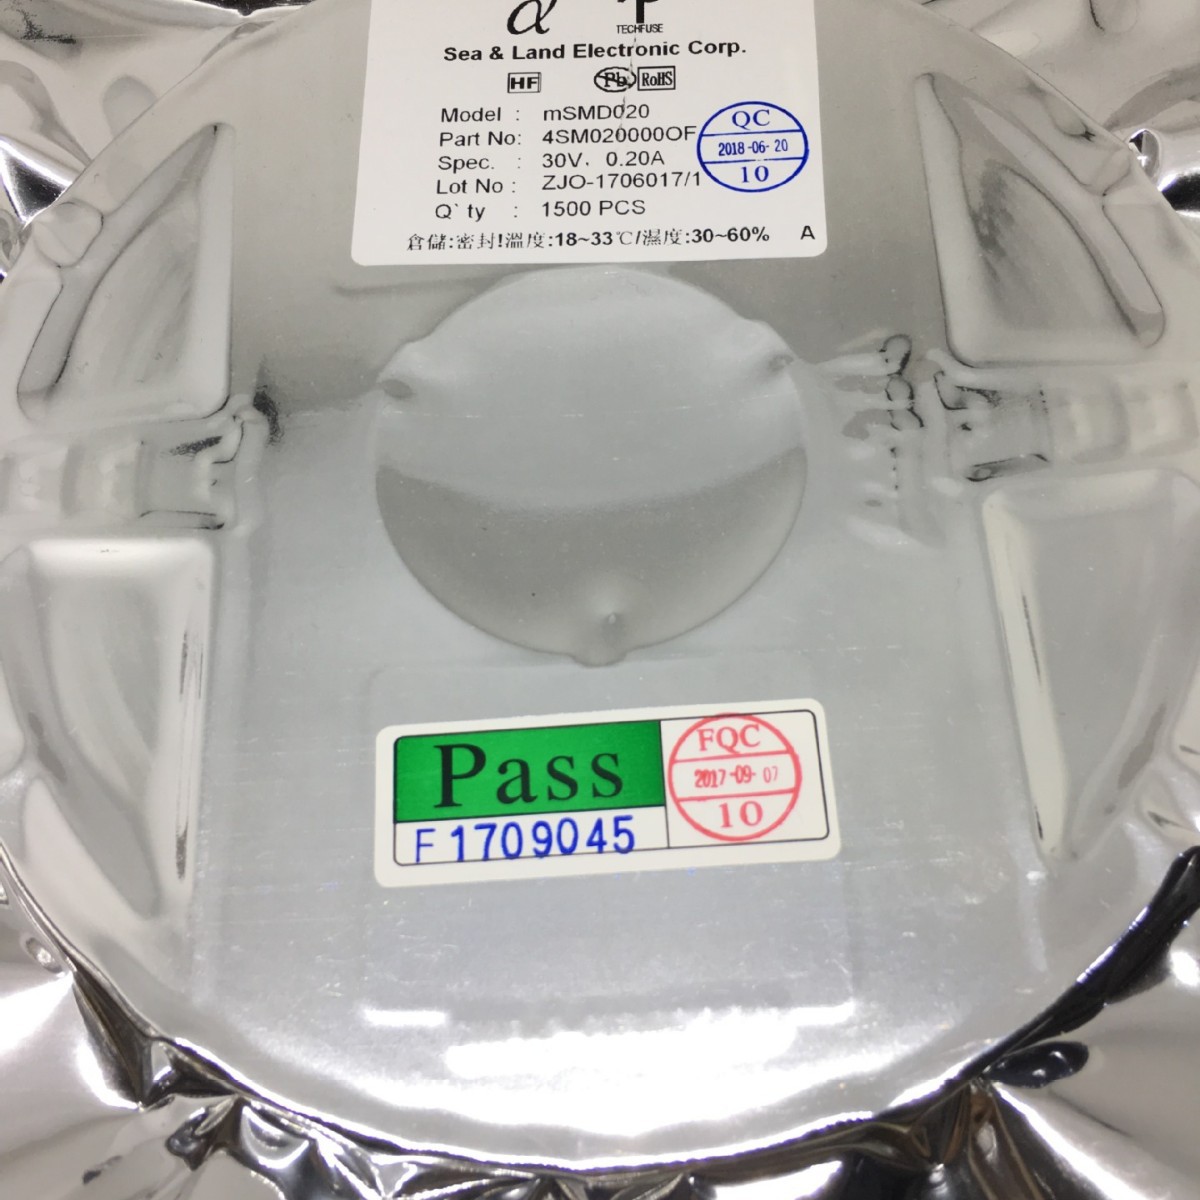 α
TECHFUSE
Sea & Land Electronic Corp.
HF Pb RoHS
Model : mSMD020
Part No: 4SM020000OF
Spec. : 30V、0.20A
Lot No : ZJO-1706017/1
Q`ty : 1500 PCS
倉儲:密封!溫度:18~33℃/濕度:30~60% A
QC
2018-06-20
10
Pass
F1709045
FQC
2017-09-07
10